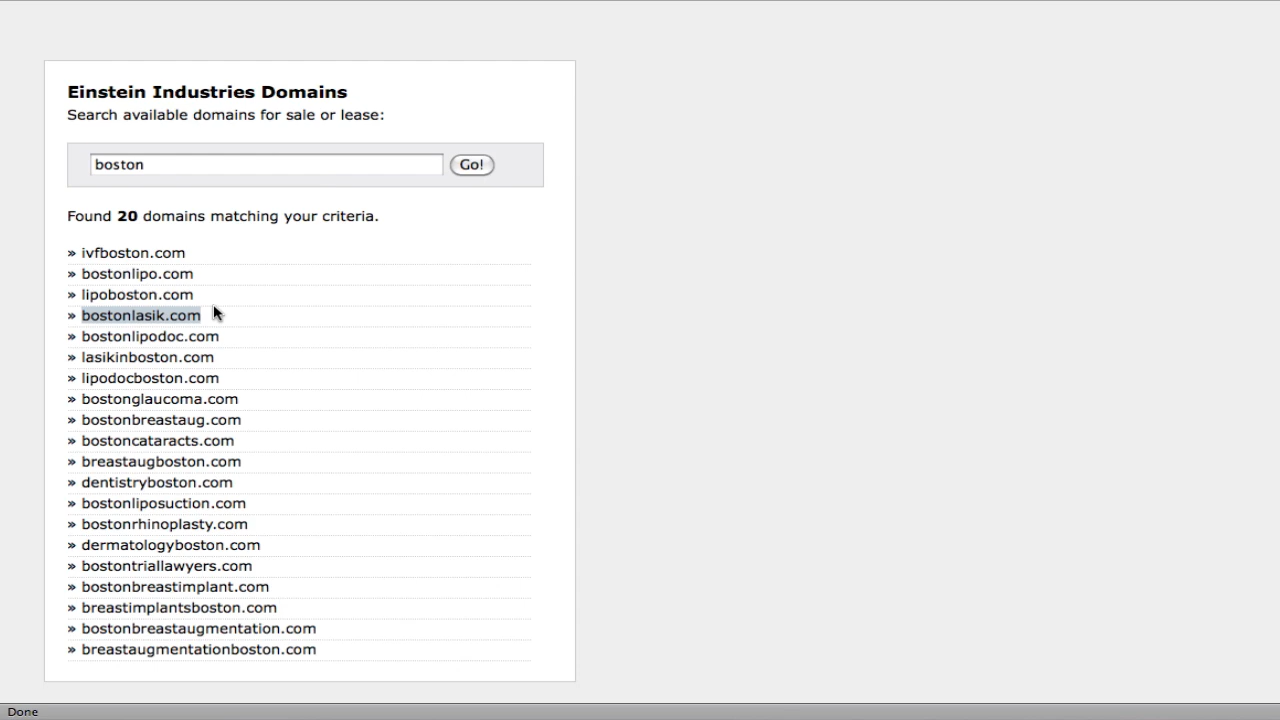 Einstein Industries Domains
Search available domains for sale or lease:
boston Go!
Found 20 domains matching your criteria.
» ivfboston.com
» bostonlipo.com
» lipoboston.com
» bostonlasik.com
» bostonlipodoc.com
» lasikinboston.com
» lipodocboston.com
» bostonglaucoma.com
» bostonbreastaug.com
» bostoncataracts.com
» breastaugboston.com
» dentistryboston.com
» bostonliposuction.com
» bostonrhinoplasty.com
» dermatologyboston.com
» bostontriallawyers.com
» bostonbreastimplant.com
» breastimplantsboston.com
» bostonbreastaugmentation.com
» breastaugmentationboston.com
Done